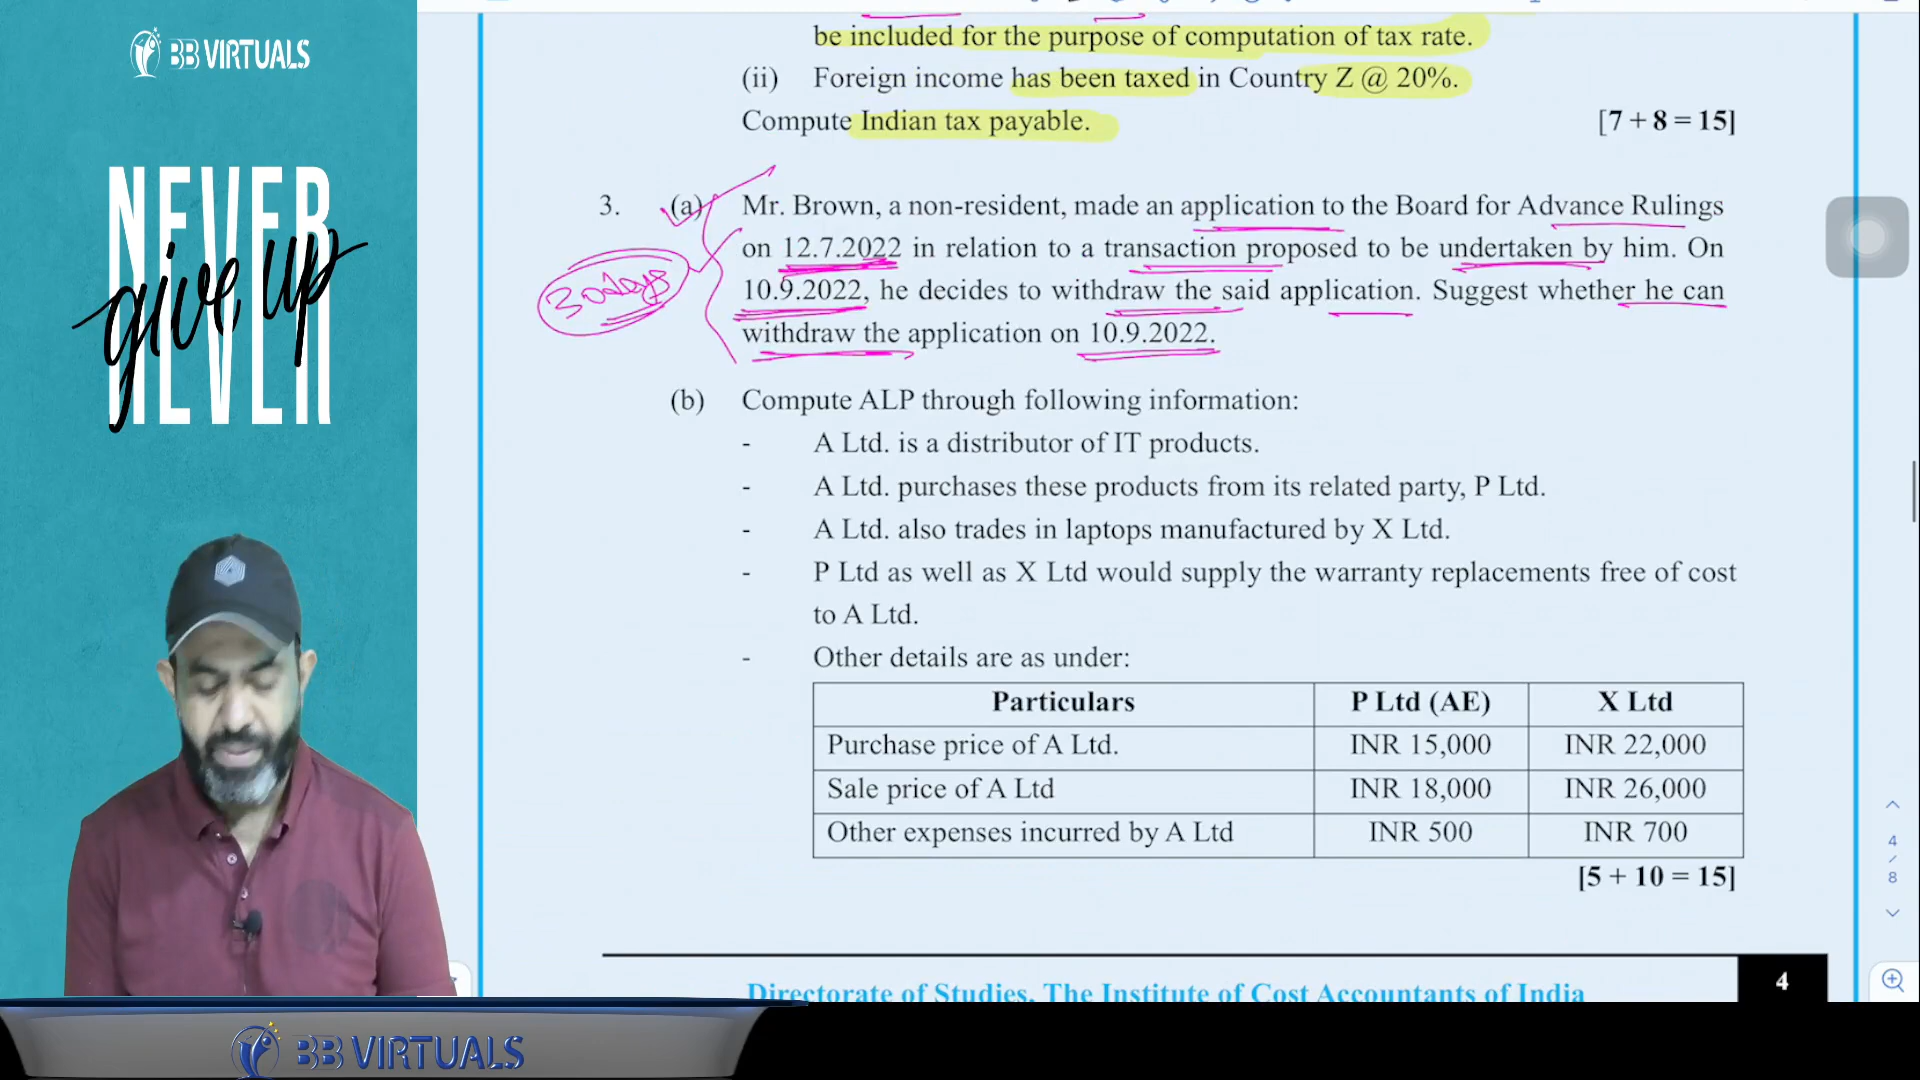 BB VIRTUALS
NEVER
give up
NEVER
be included for the purpose of computation of tax rate.
(ii) Foreign income has been taxed in Country Z @ 20%.
Compute Indian tax payable. [7 + 8 = 15]
3. (a) Mr. Brown, a non-resident, made an application to the Board for Advance Rulings
on 12.7.2022 in relation to a transaction proposed to be undertaken by him. On
10.9.2022, he decides to withdraw the said application. Suggest whether he can
withdraw the application on 10.9.2022.
30 days
(b) Compute ALP through following information:
- A Ltd. is a distributor of IT products.
- A Ltd. purchases these products from its related party, P Ltd.
- A Ltd. also trades in laptops manufactured by X Ltd.
- P Ltd as well as X Ltd would supply the warranty replacements free of cost
to A Ltd.
- Other details are as under:
Particulars P Ltd (AE) X Ltd
Purchase price of A Ltd. INR 15,000 INR 22,000
Sale price of A Ltd INR 18,000 INR 26,000
Other expenses incurred by A Ltd INR 500 INR 700
[5 + 10 = 15]
4
/
8
Directorate of Studies, The Institute of Cost Accountants of India 4
BB VIRTUALS